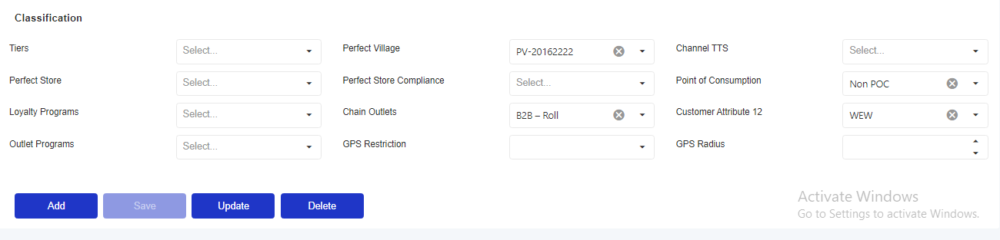 Classification
Tiers Select... Perfect Village PV-20162222 Channel TTS Select...
Perfect Store Select... Perfect Store Compliance Select... Point of Consumption Non POC
Loyalty Programs Select... Chain Outlets B2B – Roll Customer Attribute 12 WEW
Outlet Programs Select... GPS Restriction GPS Radius
Add Save Update Delete
Activate Windows
Go to Settings to activate Windows.